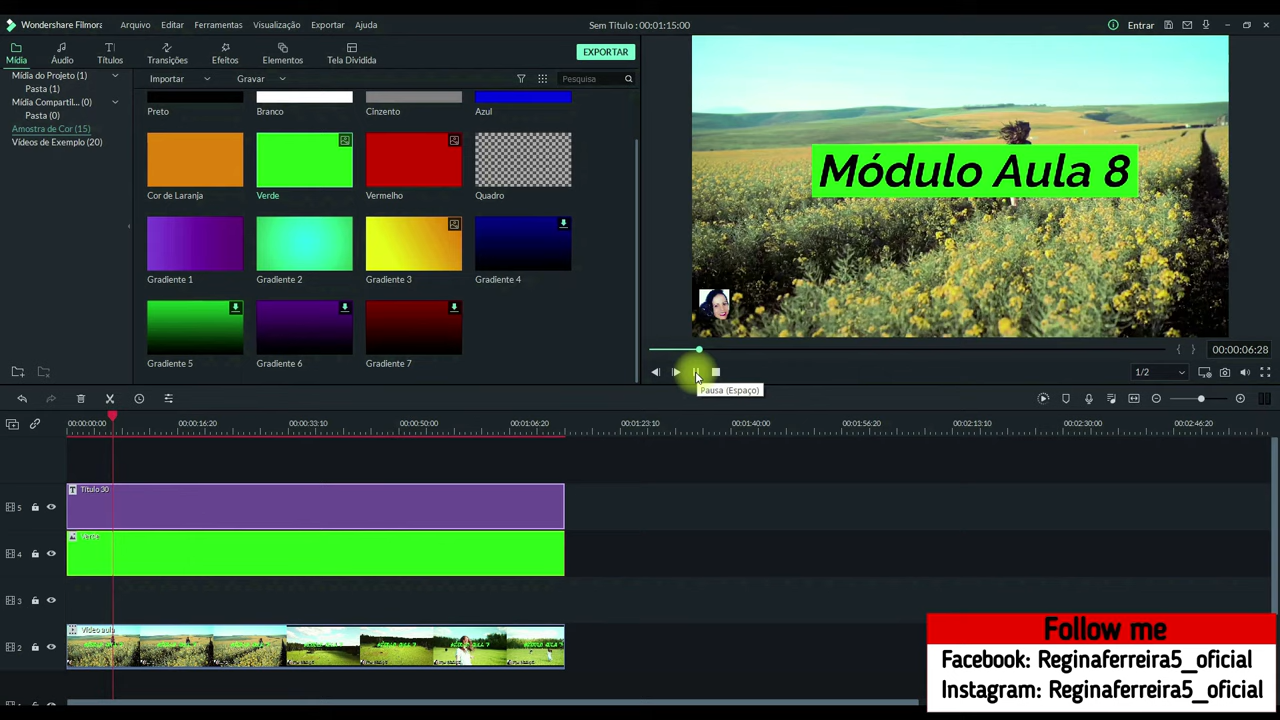 Wondershare Filmora
Arquivo
Editar
Ferramentas
Visualização
Exportar
Ajuda
Sem Título : 00:01:15:00
Entrar
Mídia
Áudio
Títulos
Transições
Efeitos
Elementos
Tela Dividida
EXPORTAR
Mídia do Projeto (1)
Pasta (1)
Mídia Compartil... (0)
Pasta (0)
Amostra de Cor (15)
Vídeos de Exemplo (20)
Importar
Gravar
Pesquisa
Preto
Branco
Cinzento
Azul
Cor de Laranja
Verde
Vermelho
Quadro
Gradiente 1
Gradiente 2
Gradiente 3
Gradiente 4
Gradiente 5
Gradiente 6
Gradiente 7
Módulo Aula 8
00:00:06:28
1/2
Pausa (Espaço)
00:00:00:00
00:00:16:20
00:00:33:10
00:00:50:00
00:01:06:20
00:01:23:10
00:01:40:00
00:01:56:20
00:02:13:10
00:02:30:00
00:02:46:20
5
Título 30
4
Verde
3
2
Vídeo aula
Follow me
Facebook: Reginaferreira5_oficial
Instagram: Reginaferreira5_oficial